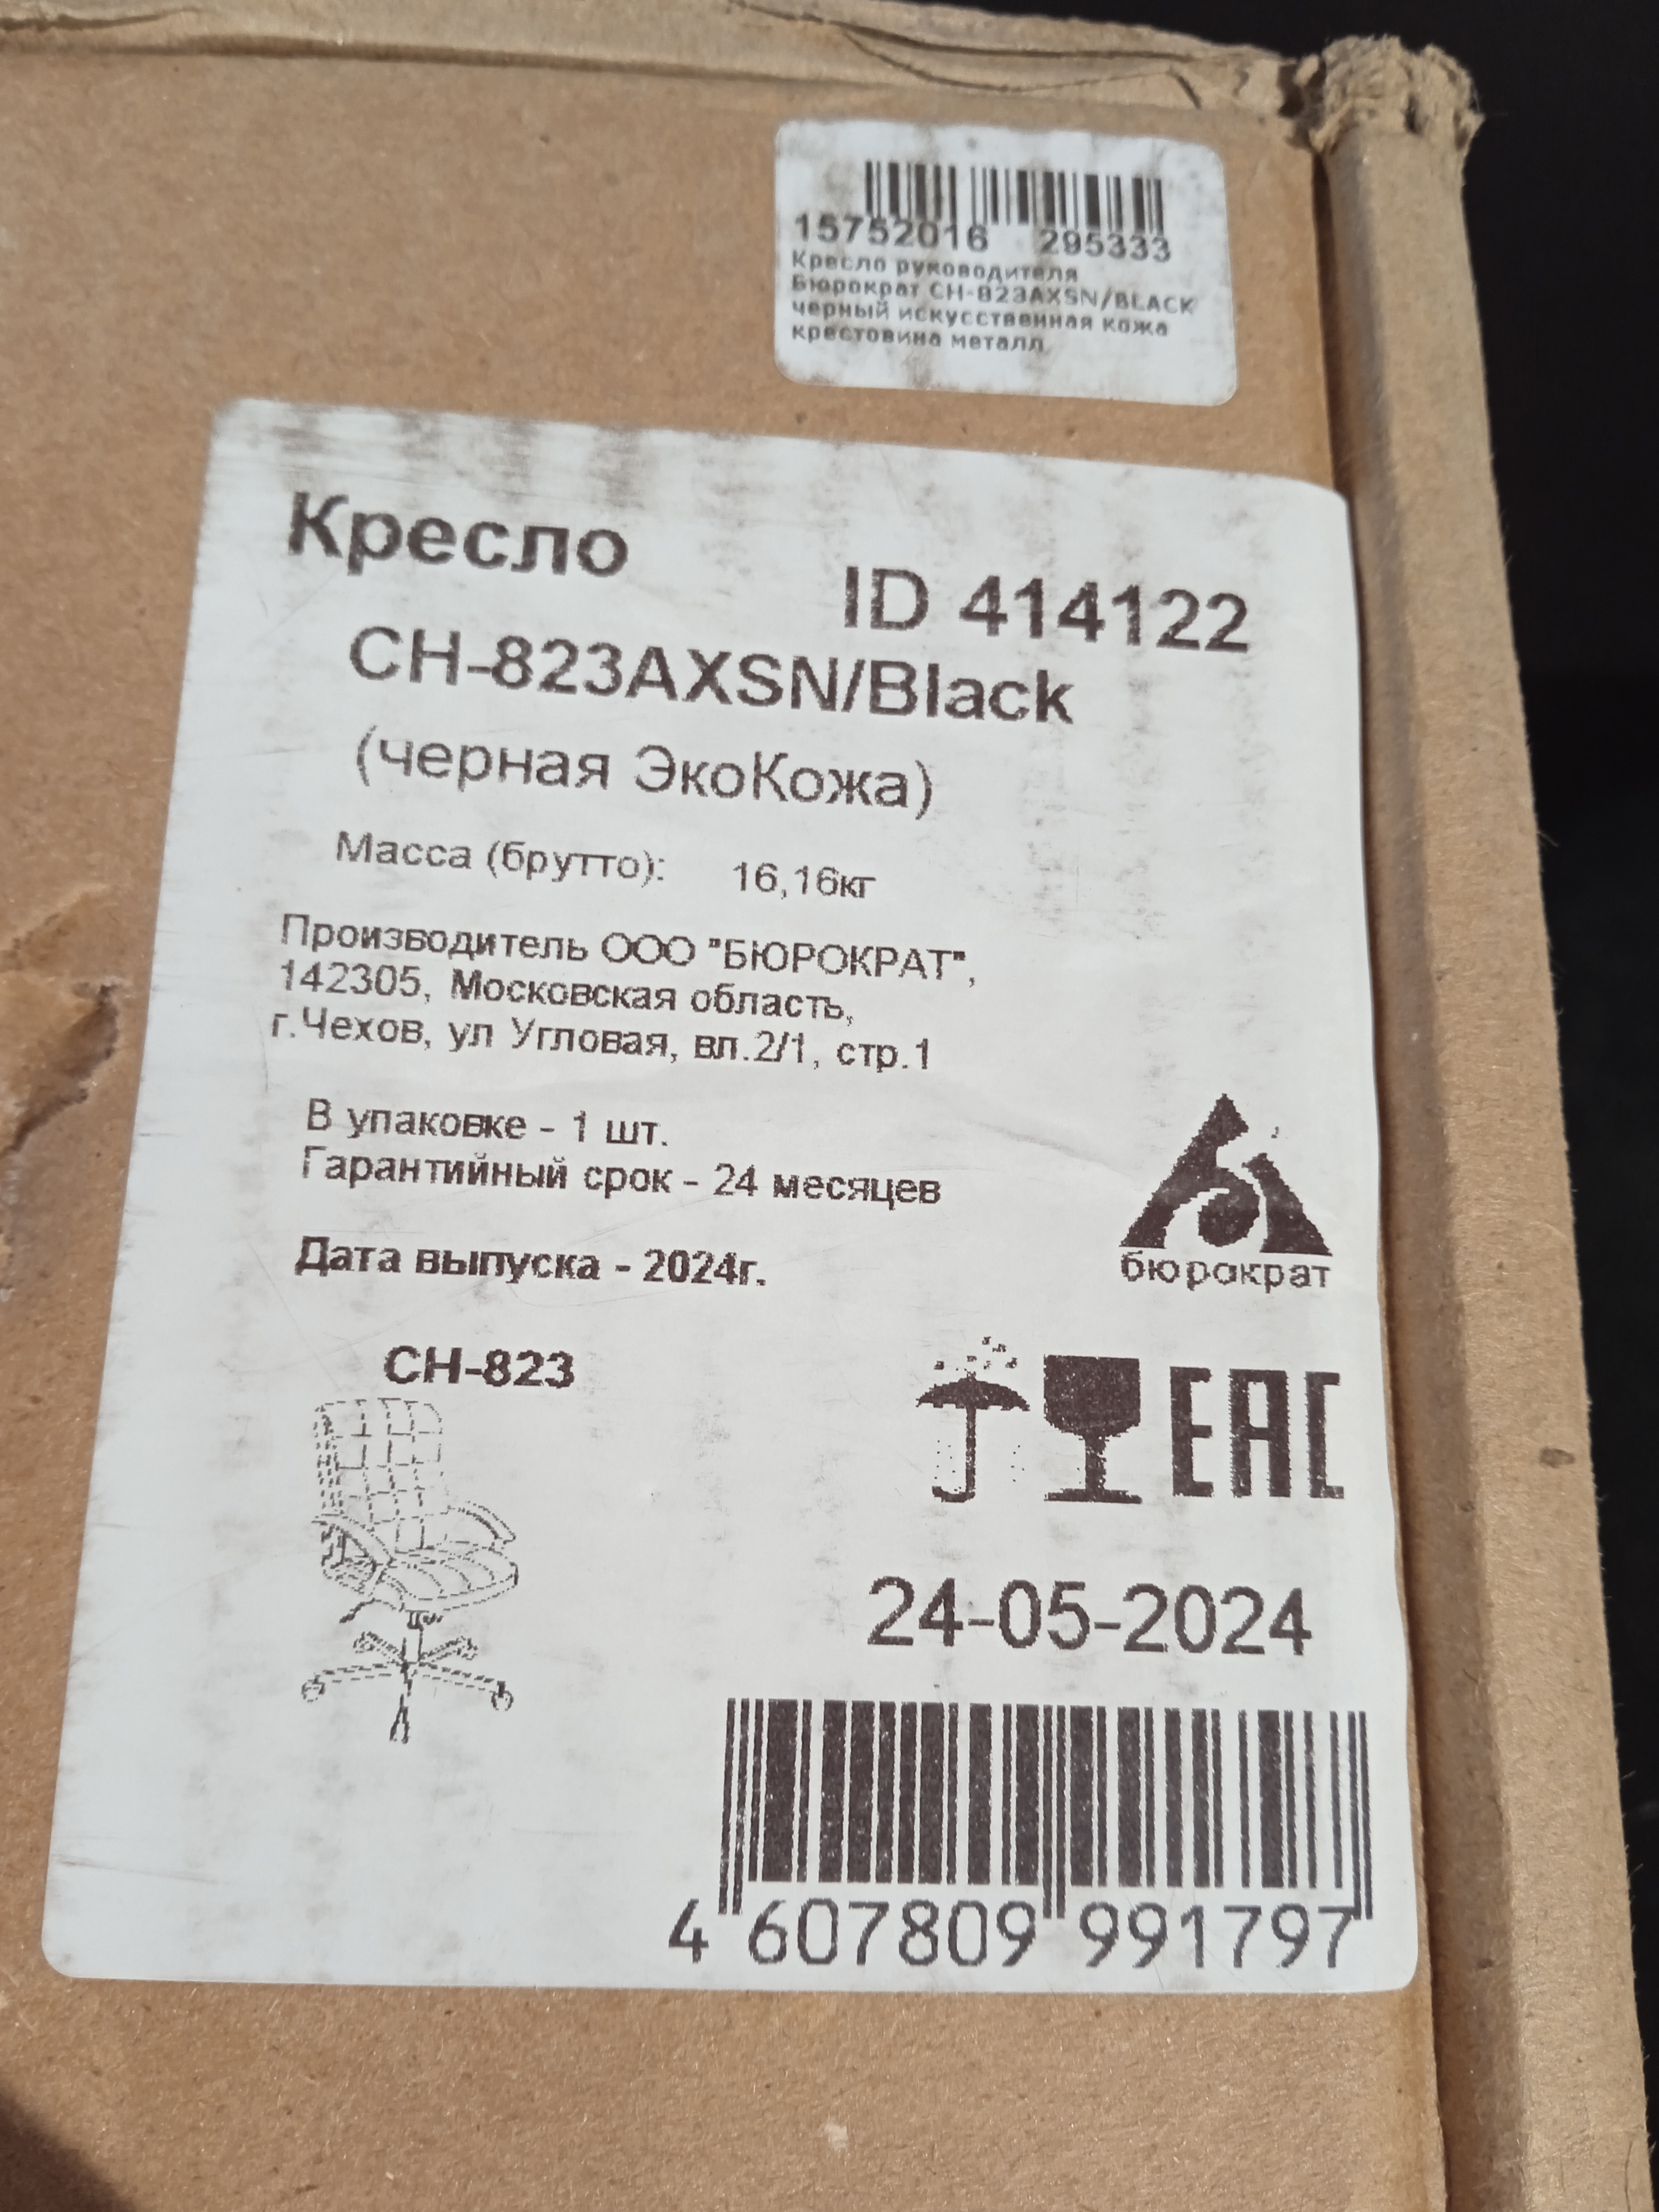 15752016 295333
Кресло руководителя
Бюрократ CH-823AXSN/BLACK
черный искусственная кожа
крестовина металл
Кресло
ID 414122
CH-823AXSN/Black
(черная ЭкоКожа)
Масса (брутто): 16,16кг
Производитель ООО "БЮРОКРАТ",
142305, Московская область,
г.Чехов, ул Угловая, вл.2/1, стр.1
В упаковке - 1 шт.
Гарантийный срок - 24 месяцев
Дата выпуска - 2024г.
бюрократ
CH-823
EAC
24-05-2024
4 607809 991797